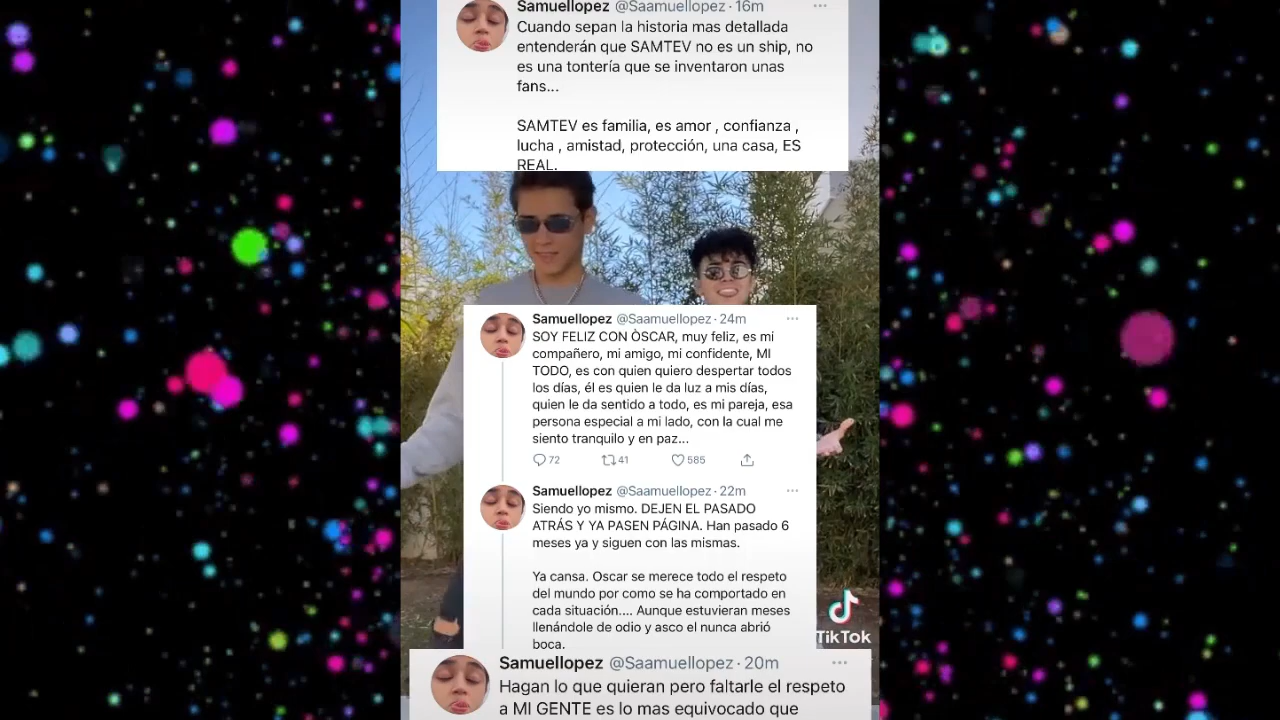 Samuellopez @Saamuellopez · 16m
Cuando sepan la historia mas detallada
entenderán que SAMTEV no es un ship, no
es una tontería que se inventaron unas
fans...
SAMTEV es familia, es amor , confianza ,
lucha , amistad, protección, una casa, ES
REAL.
Samuellopez @Saamuellopez · 24m
SOY FELIZ CON ÒSCAR, muy feliz, es mi
compañero, mi amigo, mi confidente, MI
TODO, es con quien quiero despertar todos
los días, él es quien le da luz a mis días,
quien le da sentido a todo, es mi pareja, esa
persona especial a mi lado, con la cual me
siento tranquilo y en paz...
72 41 585
Samuellopez @Saamuellopez · 22m
Siendo yo mismo. DEJEN EL PASADO
ATRÁS Y YA PASEN PÁGINA. Han pasado 6
meses ya y siguen con las mismas.
Ya cansa. Oscar se merece todo el respeto
del mundo por como se ha comportado en
cada situación.... Aunque estuvieran meses
llenándole de odio y asco el nunca abrió
boca.
TikTok
Samuellopez @Saamuellopez · 20m
Hagan lo que quieran pero faltarle el respeto
a MI GENTE es lo mas equivocado que